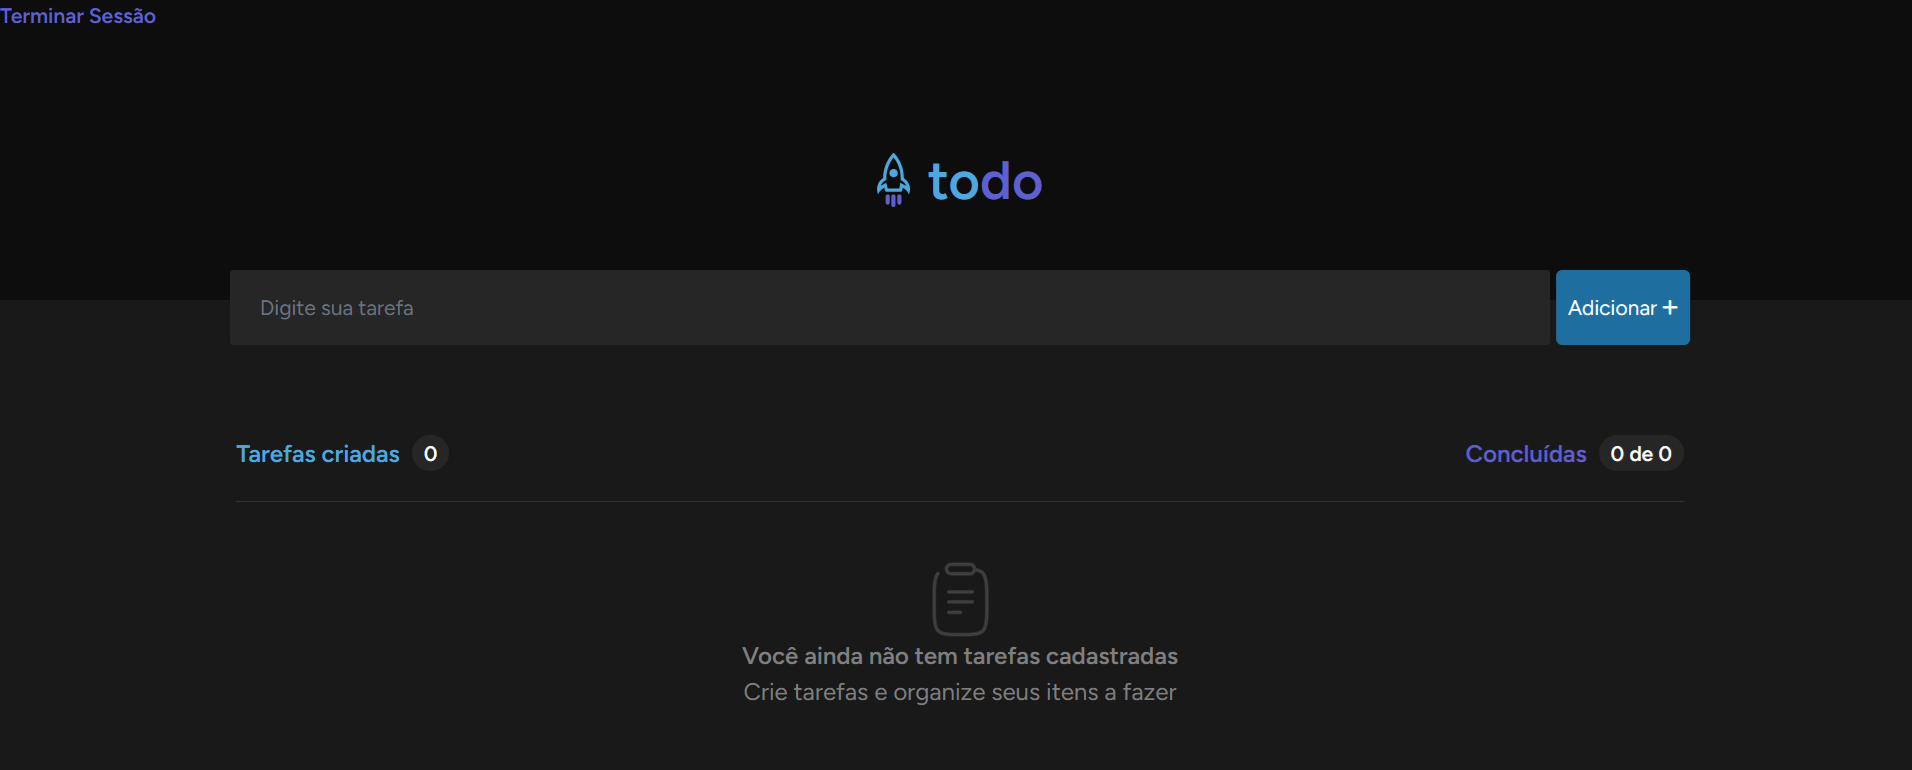 Terminar Sessão
todo
Digite sua tarefa
Adicionar +
Tarefas criadas 0
Concluídas 0 de 0
Você ainda não tem tarefas cadastradas
Crie tarefas e organize seus itens a fazer